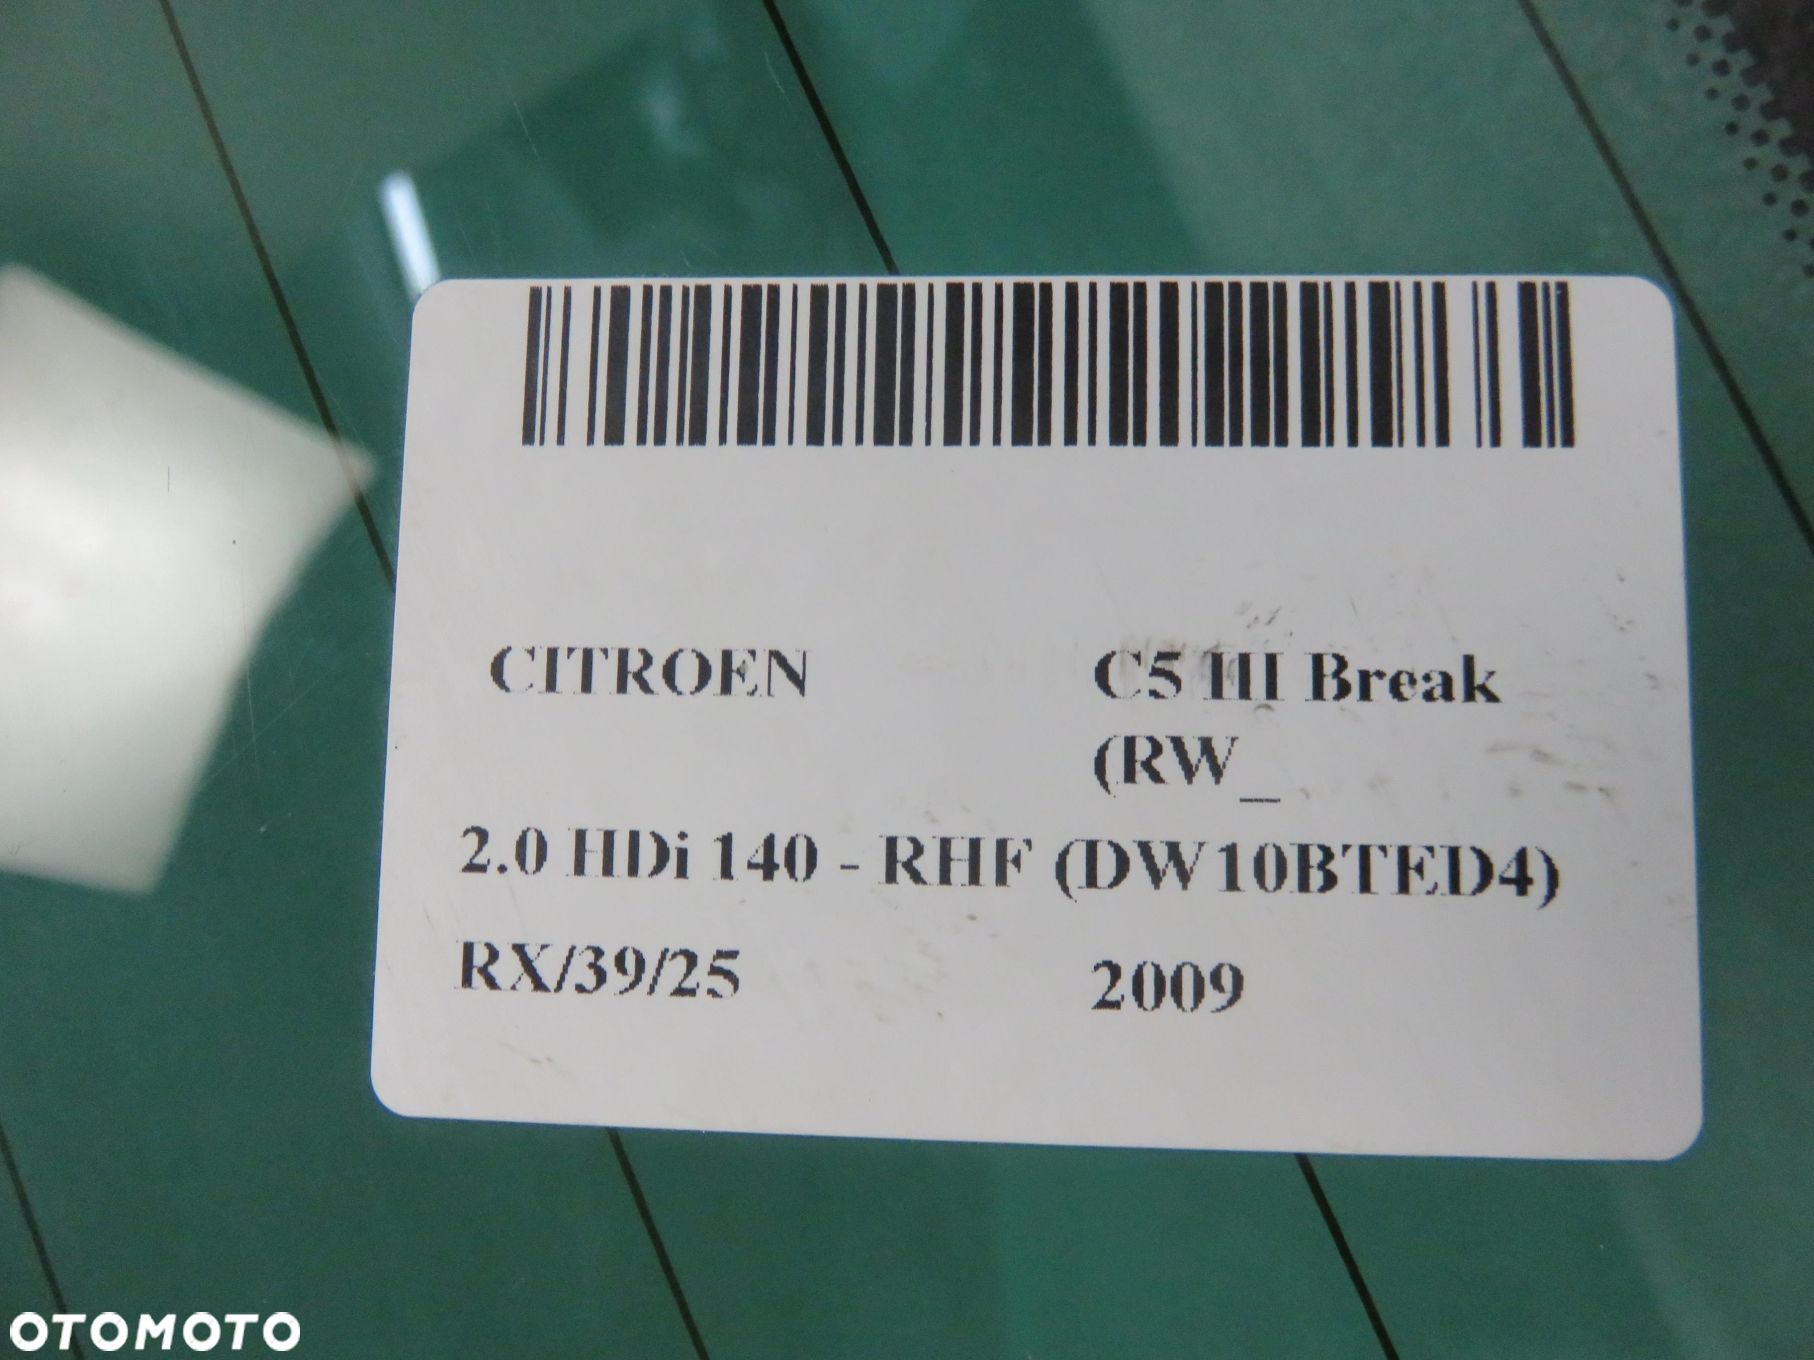 CITROEN C5 III Break
(RW_
2.0 HDi 140 - RHF (DW10BTED4)
RX/39/25 2009
OTOMOTO